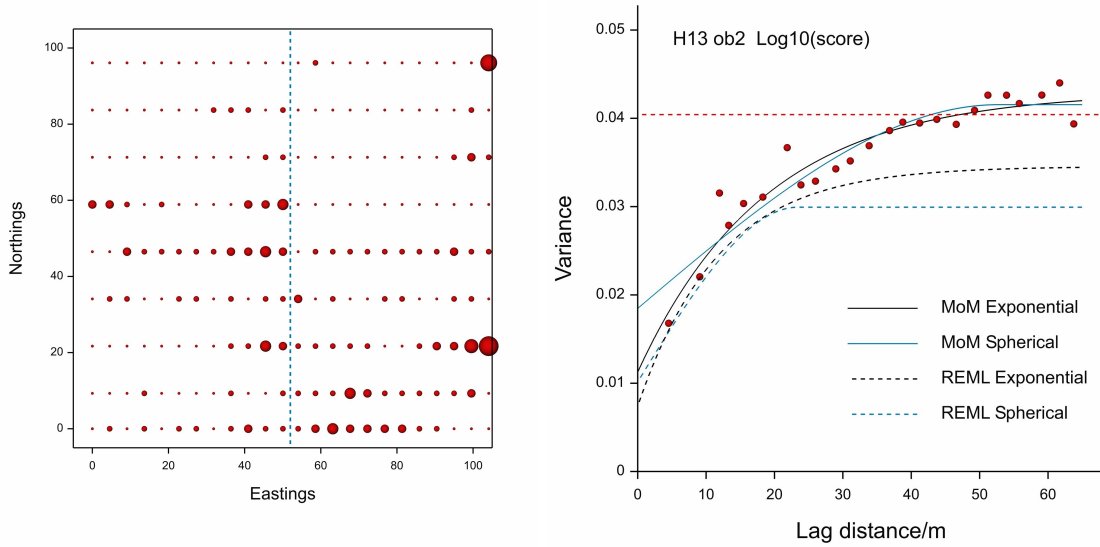 100
80
60
40
20
0
Northings
0 20 40 60 80 100
Eastings
0.05
0.04
0.03
0.02
0.01
0
Variance
H13 ob2 Log10(score)
MoM Exponential
MoM Spherical
REML Exponential
REML Spherical
0 10 20 30 40 50 60
Lag distance/m